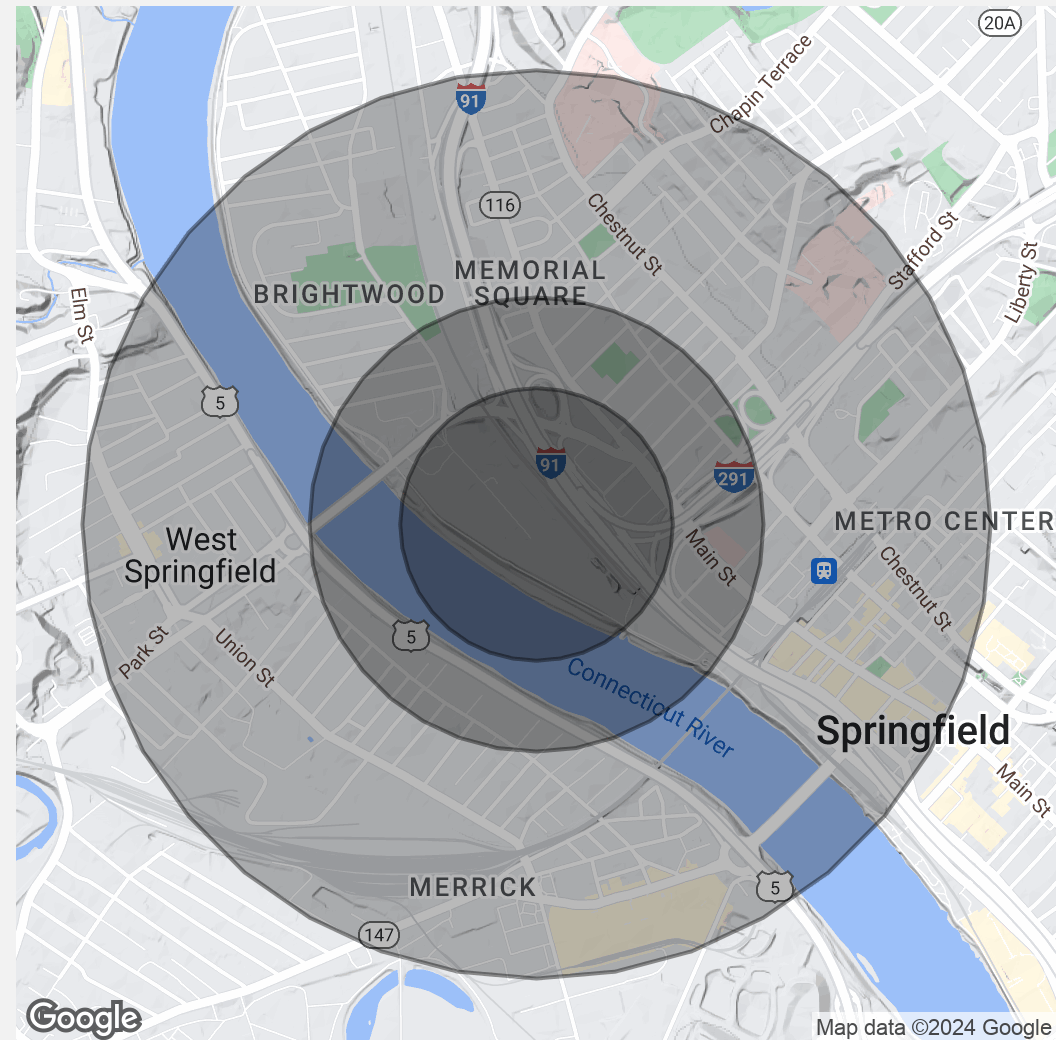 20A
Chapin Terrace
91
116
Chestnut St
Stafford St
Liberty St
MEMORIAL
SQUARE
BRIGHTWOOD
Elm St
5
91
291
METRO CENTER
West
Springfield
Main St
Chestnut St
5
Park St
Union St
Connecticut River
Springfield
Main St
MERRICK
5
147
Google
Map data ©2024 Google